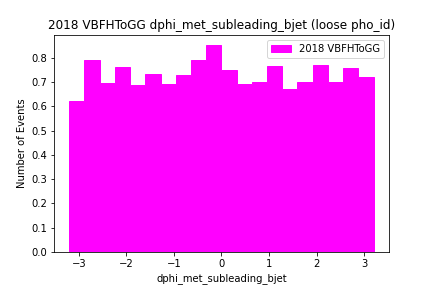 2018 VBFHToGG dphi_met_subleading_bjet (loose pho_id)
2018 VBFHToGG
Number of Events
0.8
0.7
0.6
0.5
0.4
0.3
0.2
0.1
0.0
−3 −2 −1 0 1 2 3
dphi_met_subleading_bjet